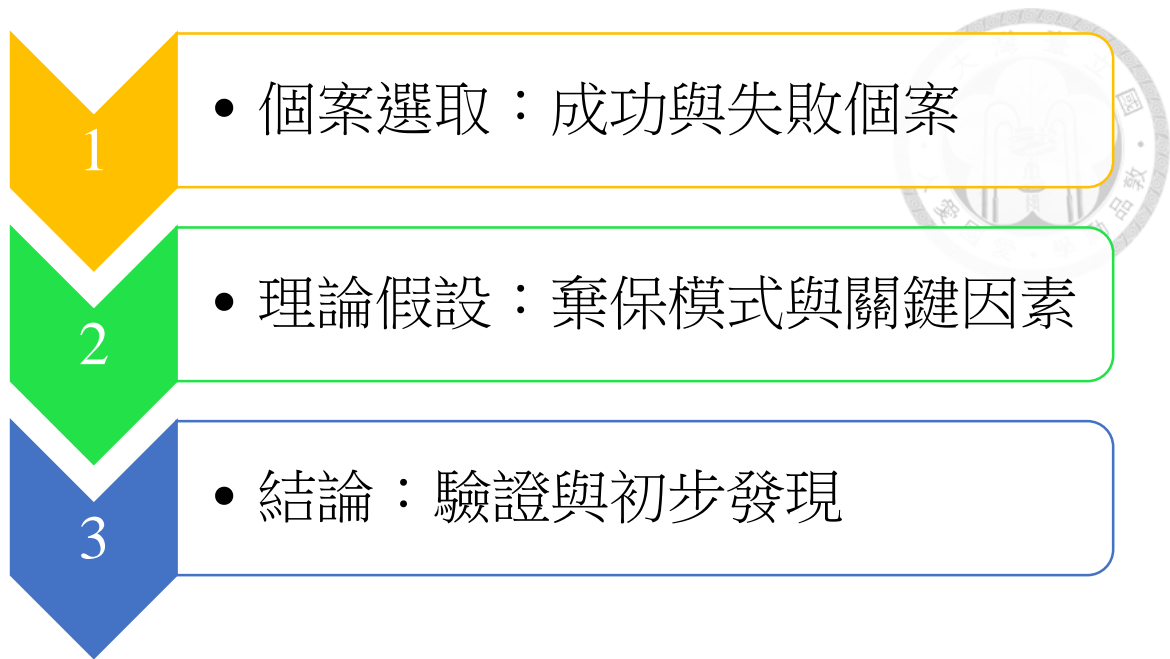 1
• 個案選取：成功與失敗個案
2
• 理論假設：棄保模式與關鍵因素
3
• 結論：驗證與初步發現